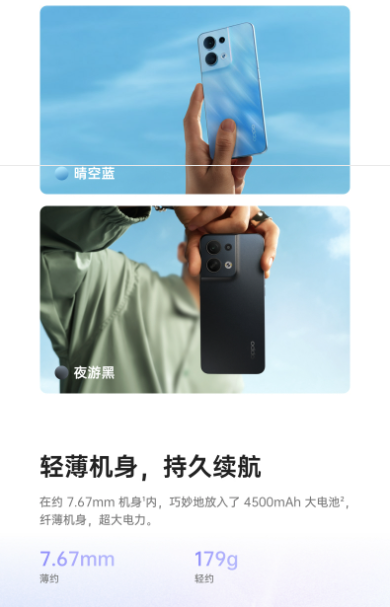 晴空蓝
oppo
夜游黑
轻薄机身，持久续航
在约 7.67mm 机身¹内，巧妙地放入了 4500mAh 大电池²，
纤薄机身，超大电力。
7.67mm 179g
薄约 轻约